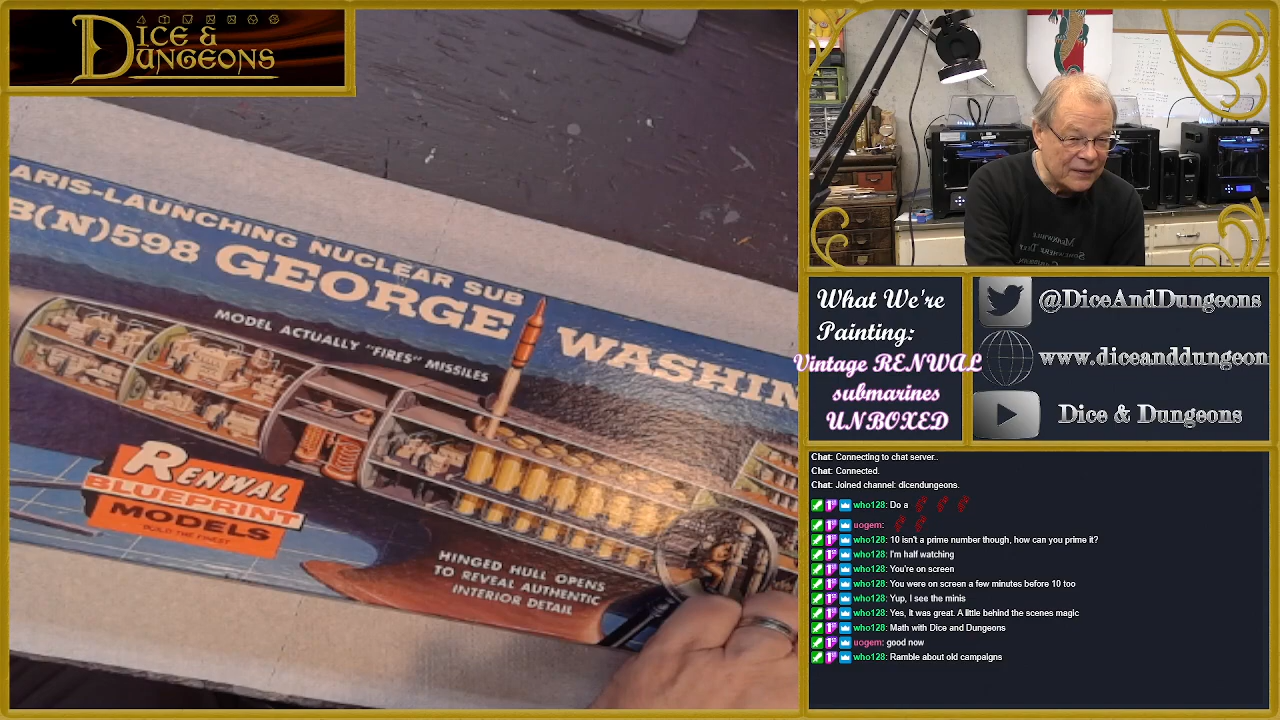 DICE &
DUNGEONS
ARIS-LAUNCHING NUCLEAR SUB
B(N)598 GEORGE WASHIN
MODEL ACTUALLY "FIRES" MISSILES
RENWAL
BLUEPRINT
MODELS
BUILD THE FINEST
HINGED HULL OPENS
TO REVEAL AUTHENTIC
INTERIOR DETAIL
What We're
Painting:
Vintage RENWAL
submarines
UNBOXED
@DiceAndDungeons
www.diceanddungeon
Dice & Dungeons
Chat: Connecting to chat server..
Chat: Connected.
Chat: Joined channel: dicendungeons.
who128: Do a
uogem:
who128: 10 isn't a prime number though, how can you prime it?
who128: I'm half watching
who128: You're on screen
who128: You were on screen a few minutes before 10 too
who128: Yup, I see the minis
who128: Yes, it was great. A little behind the scenes magic
who128: Math with Dice and Dungeons
uogem: good now
who128: Ramble about old campaigns